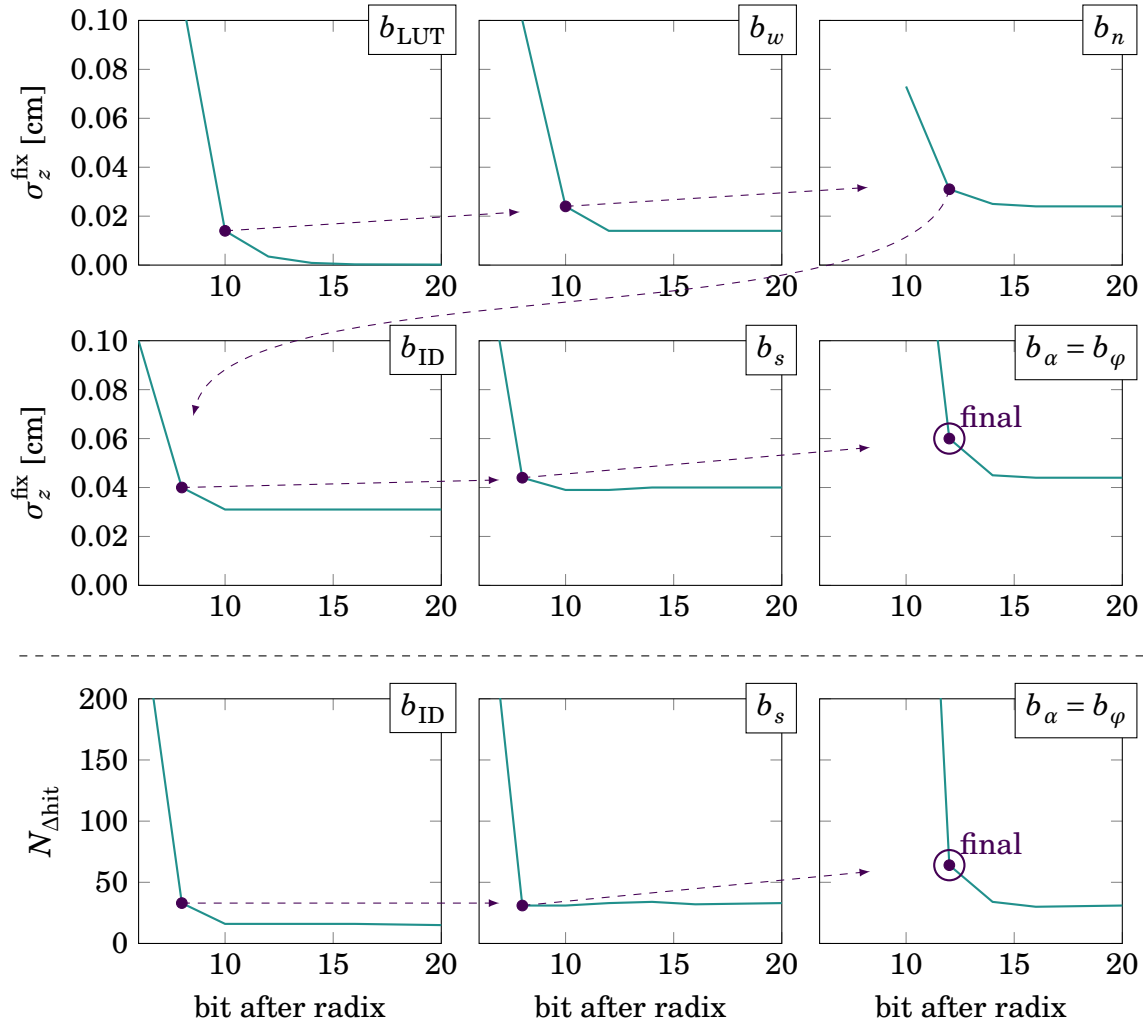 b_LUT
b_w
b_n
σ_z^fix [cm]
0.10
0.08
0.06
0.04
0.02
0.00
10 15 20
10 15 20
10 15 20
b_ID
b_s
b_α = b_φ
σ_z^fix [cm]
0.10
0.08
0.06
0.04
0.02
0.00
final
10 15 20
10 15 20
10 15 20
b_ID
b_s
b_α = b_φ
N_Δhit
200
150
100
50
0
final
10 15 20
10 15 20
10 15 20
bit after radix
bit after radix
bit after radix